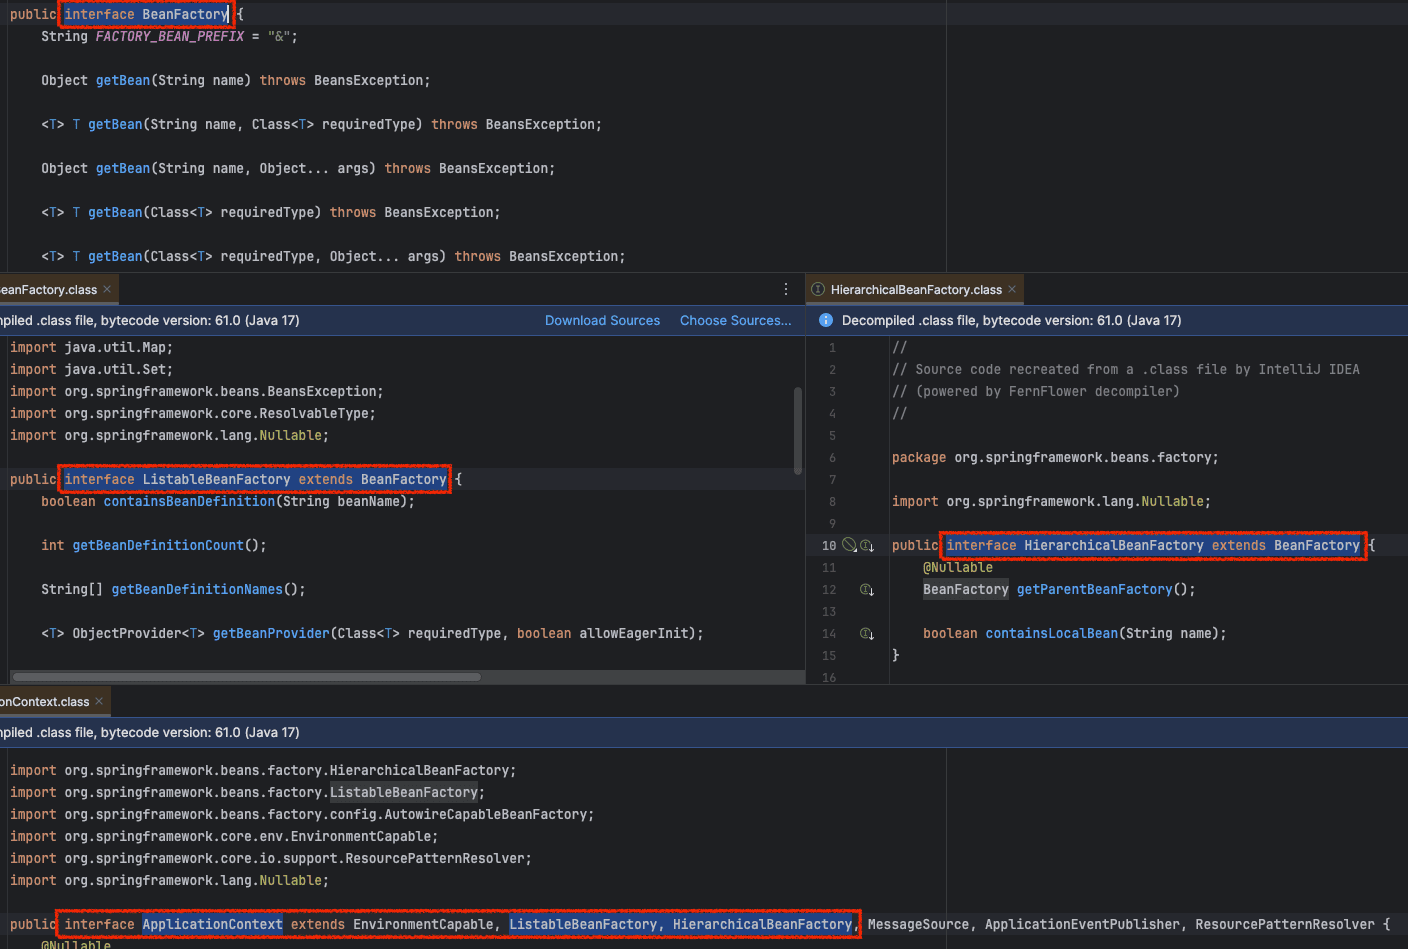 public interface BeanFactory {
String FACTORY_BEAN_PREFIX = "&";
Object getBean(String name) throws BeansException;
<T> T getBean(String name, Class<T> requiredType) throws BeansException;
Object getBean(String name, Object... args) throws BeansException;
<T> T getBean(Class<T> requiredType) throws BeansException;
<T> T getBean(Class<T> requiredType, Object... args) throws BeansException;
eanFactory.class ×
piled .class file, bytecode version: 61.0 (Java 17) Download Sources Choose Sources...
import java.util.Map;
import java.util.Set;
import org.springframework.beans.BeansException;
import org.springframework.core.ResolvableType;
import org.springframework.lang.Nullable;
public interface ListableBeanFactory extends BeanFactory {
boolean containsBeanDefinition(String beanName);
int getBeanDefinitionCount();
String[] getBeanDefinitionNames();
<T> ObjectProvider<T> getBeanProvider(Class<T> requiredType, boolean allowEagerInit);
HierarchicalBeanFactory.class ×
Decompiled .class file, bytecode version: 61.0 (Java 17)
1 //
2 // Source code recreated from a .class file by IntelliJ IDEA
3 // (powered by FernFlower decompiler)
4 //
5
6 package org.springframework.beans.factory;
7
8 import org.springframework.lang.Nullable;
9
10 public interface HierarchicalBeanFactory extends BeanFactory {
11 @Nullable
12 BeanFactory getParentBeanFactory();
13
14 boolean containsLocalBean(String name);
15 }
16
onContext.class ×
piled .class file, bytecode version: 61.0 (Java 17)
import org.springframework.beans.factory.HierarchicalBeanFactory;
import org.springframework.beans.factory.ListableBeanFactory;
import org.springframework.beans.factory.config.AutowireCapableBeanFactory;
import org.springframework.core.env.EnvironmentCapable;
import org.springframework.core.io.support.ResourcePatternResolver;
import org.springframework.lang.Nullable;
public interface ApplicationContext extends EnvironmentCapable, ListableBeanFactory, HierarchicalBeanFactory, MessageSource, ApplicationEventPublisher, ResourcePatternResolver {
@Nullable